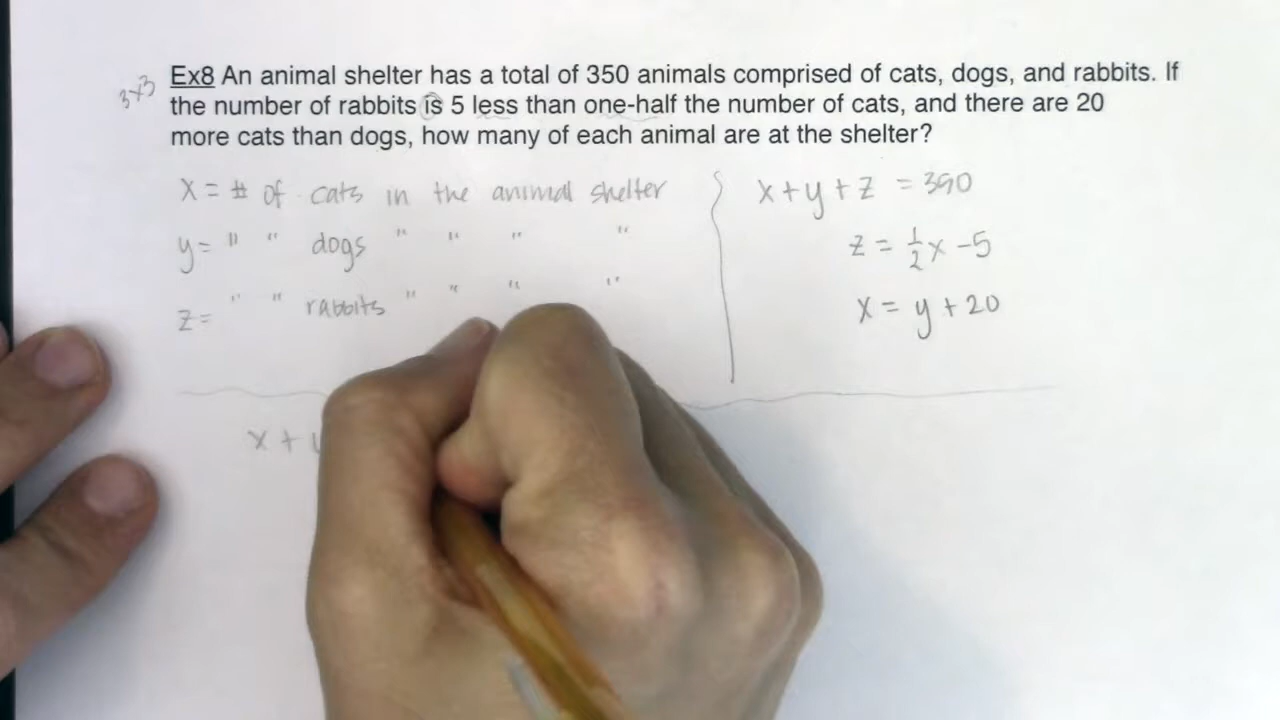 3x3
Ex8 An animal shelter has a total of 350 animals comprised of cats, dogs, and rabbits. If
the number of rabbits is 5 less than one-half the number of cats, and there are 20
more cats than dogs, how many of each animal are at the shelter?
x = # of cats in the animal shelter
y = " " dogs " " " "
z = " " rabbits " " " "
x + y + z = 350
z = 1/2 x - 5
x = y + 20
x +